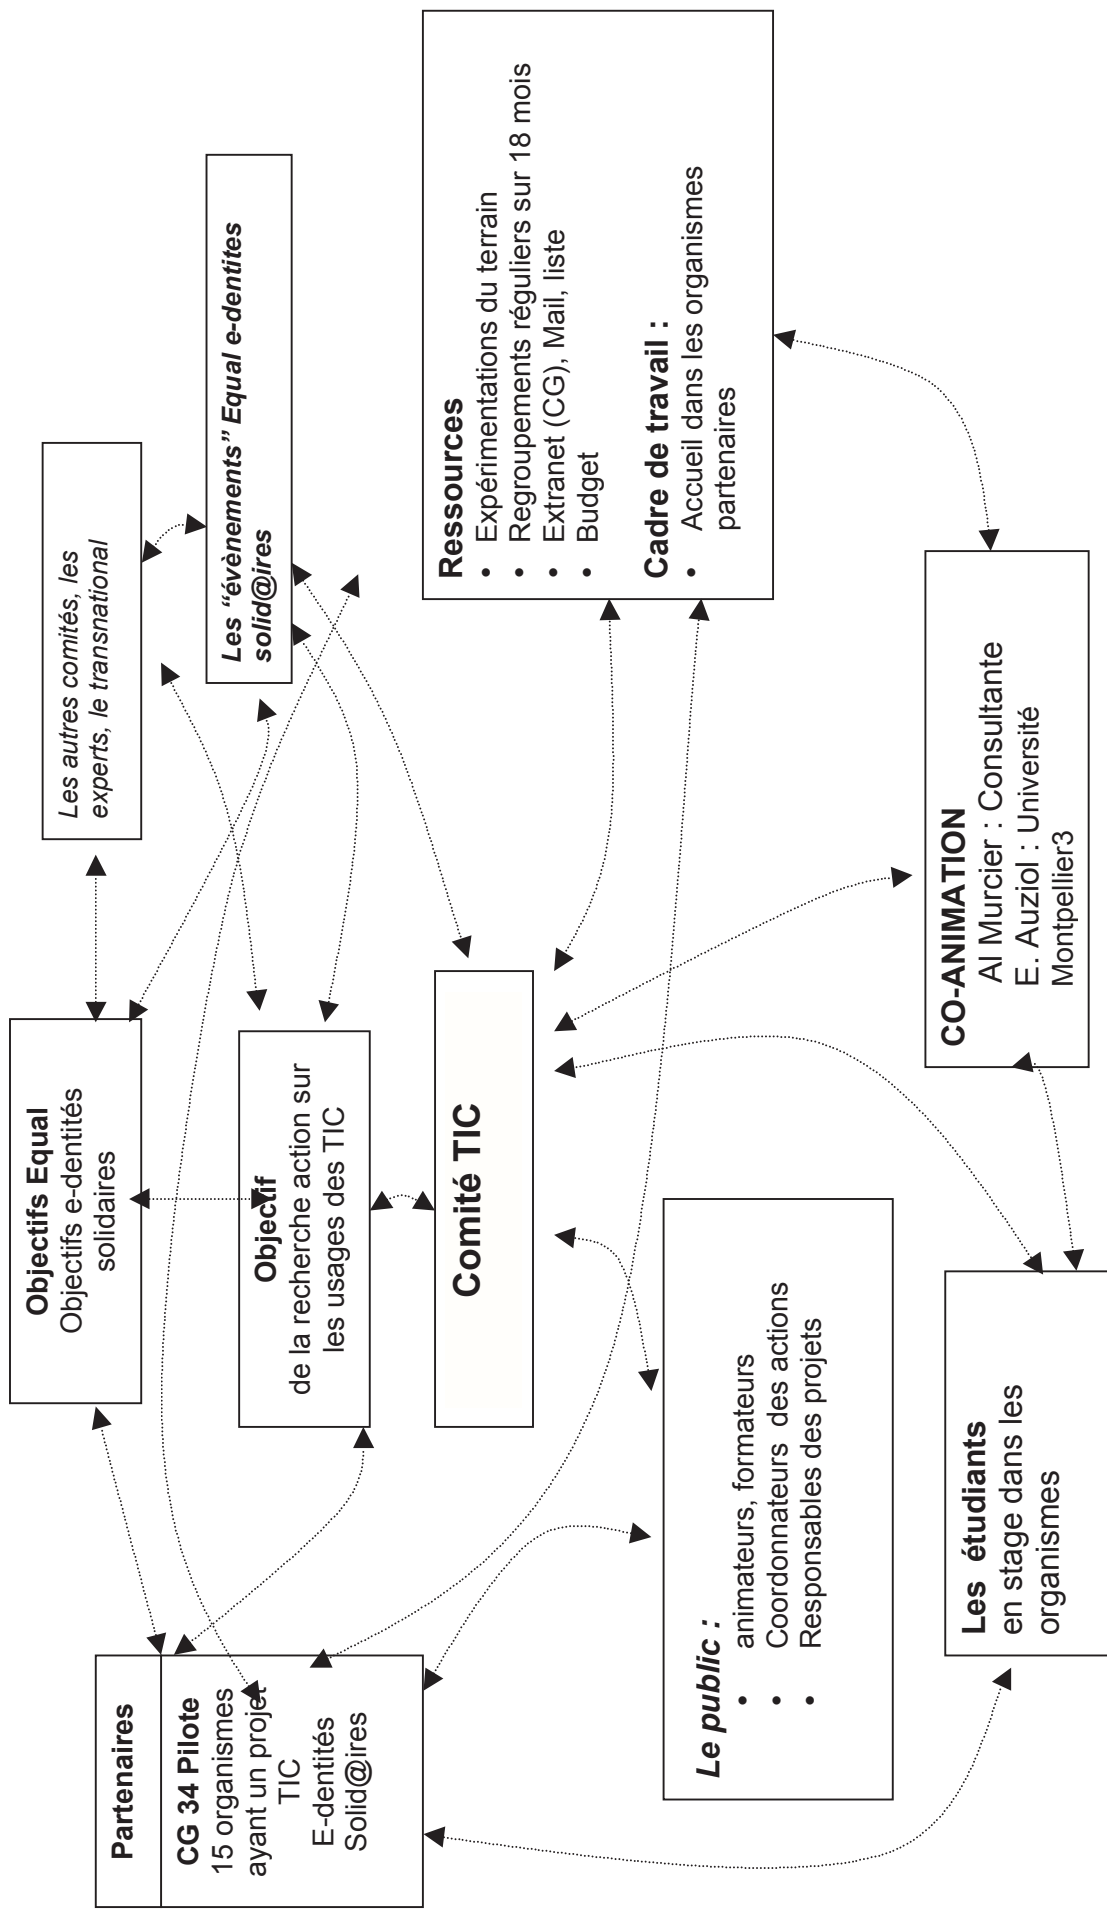 Partenaires
CG 34 Pilote
15 organismes
ayant un projet
TIC
E-dentités
Solid@ires
Objectifs Equal
Objectifs e-dentités
solidaires
Objectif
de la recherche action sur
les usages des TIC
Comité TIC
Les autres comités, les
experts, le transnational
Les “évènements” Equal e-dentites
solid@ires
Ressources
• Expérimentations du terrain
• Regroupements réguliers sur 18 mois
• Extranet (CG), Mail, liste
• Budget
Cadre de travail :
• Accueil dans les organismes
partenaires
Le public :
• animateurs, formateurs
• Coordonnateurs des actions
• Responsables des projets
Les étudiants
en stage dans les
organismes
CO-ANIMATION
Al Murcier : Consultante
E. Auziol : Université
Montpellier3